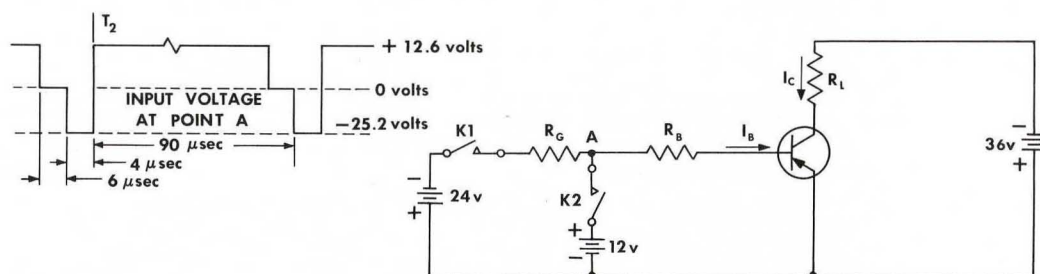 T2
+ 12.6 volts
0 volts
INPUT VOLTAGE
AT POINT A
−25.2 volts
90 μsec
4 μsec
6 μsec
K1
RG
A
RB
IB
IC
RL
K2
−
+
24v
+
−
12v
−
36v
+